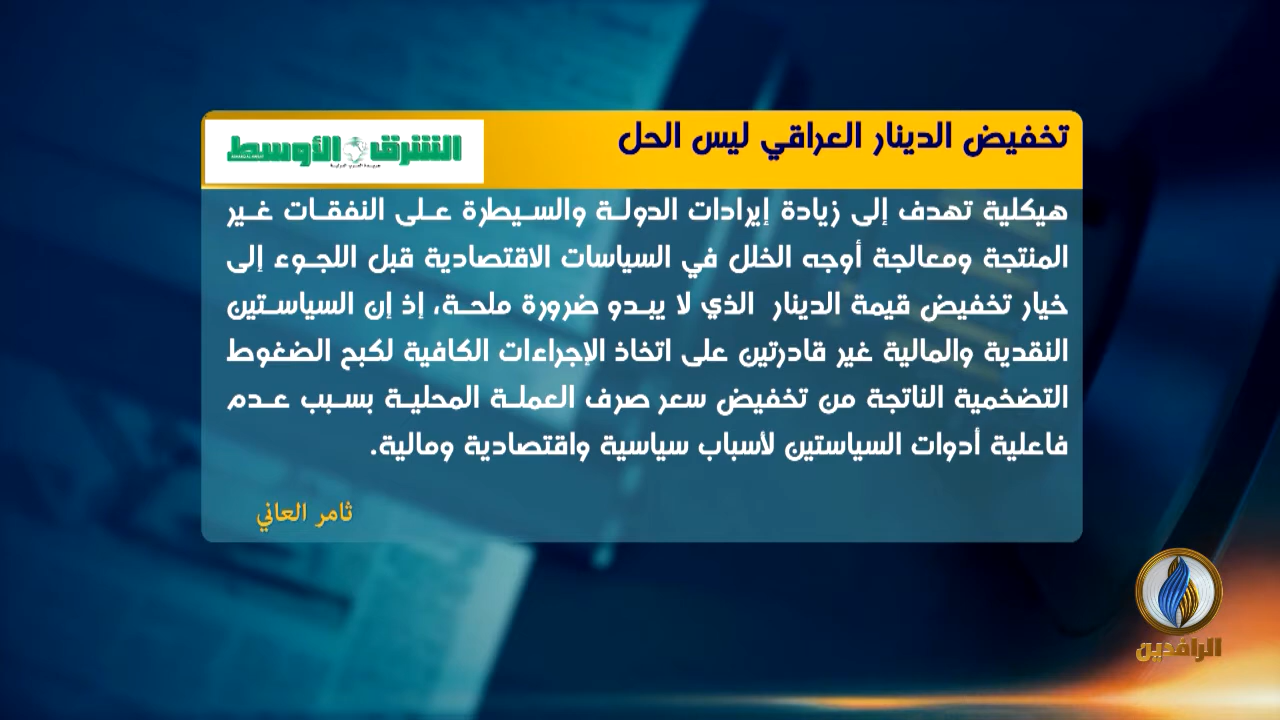 تخفيض الدينار العراقي ليس الحل
الشرق الأوسط
جريدة العرب الدولية
هيكلية تهدف إلى زيادة إيرادات الدولة والسيطرة على النفقات غير
المنتجة ومعالجة أوجه الخلل في السياسات الاقتصادية قبل اللجوء إلى
خيار تخفيض قيمة الدينار الذي لا يبدو ضرورة ملحة، إذ إن السياستين
النقدية والمالية غير قادرتين على اتخاذ الإجراءات الكافية لكبح الضغوط
التضخمية الناتجة من تخفيض سعر صرف العملة المحلية بسبب عدم
فاعلية أدوات السياستين لأسباب سياسية واقتصادية ومالية.
ثامر العاني
الرافدين